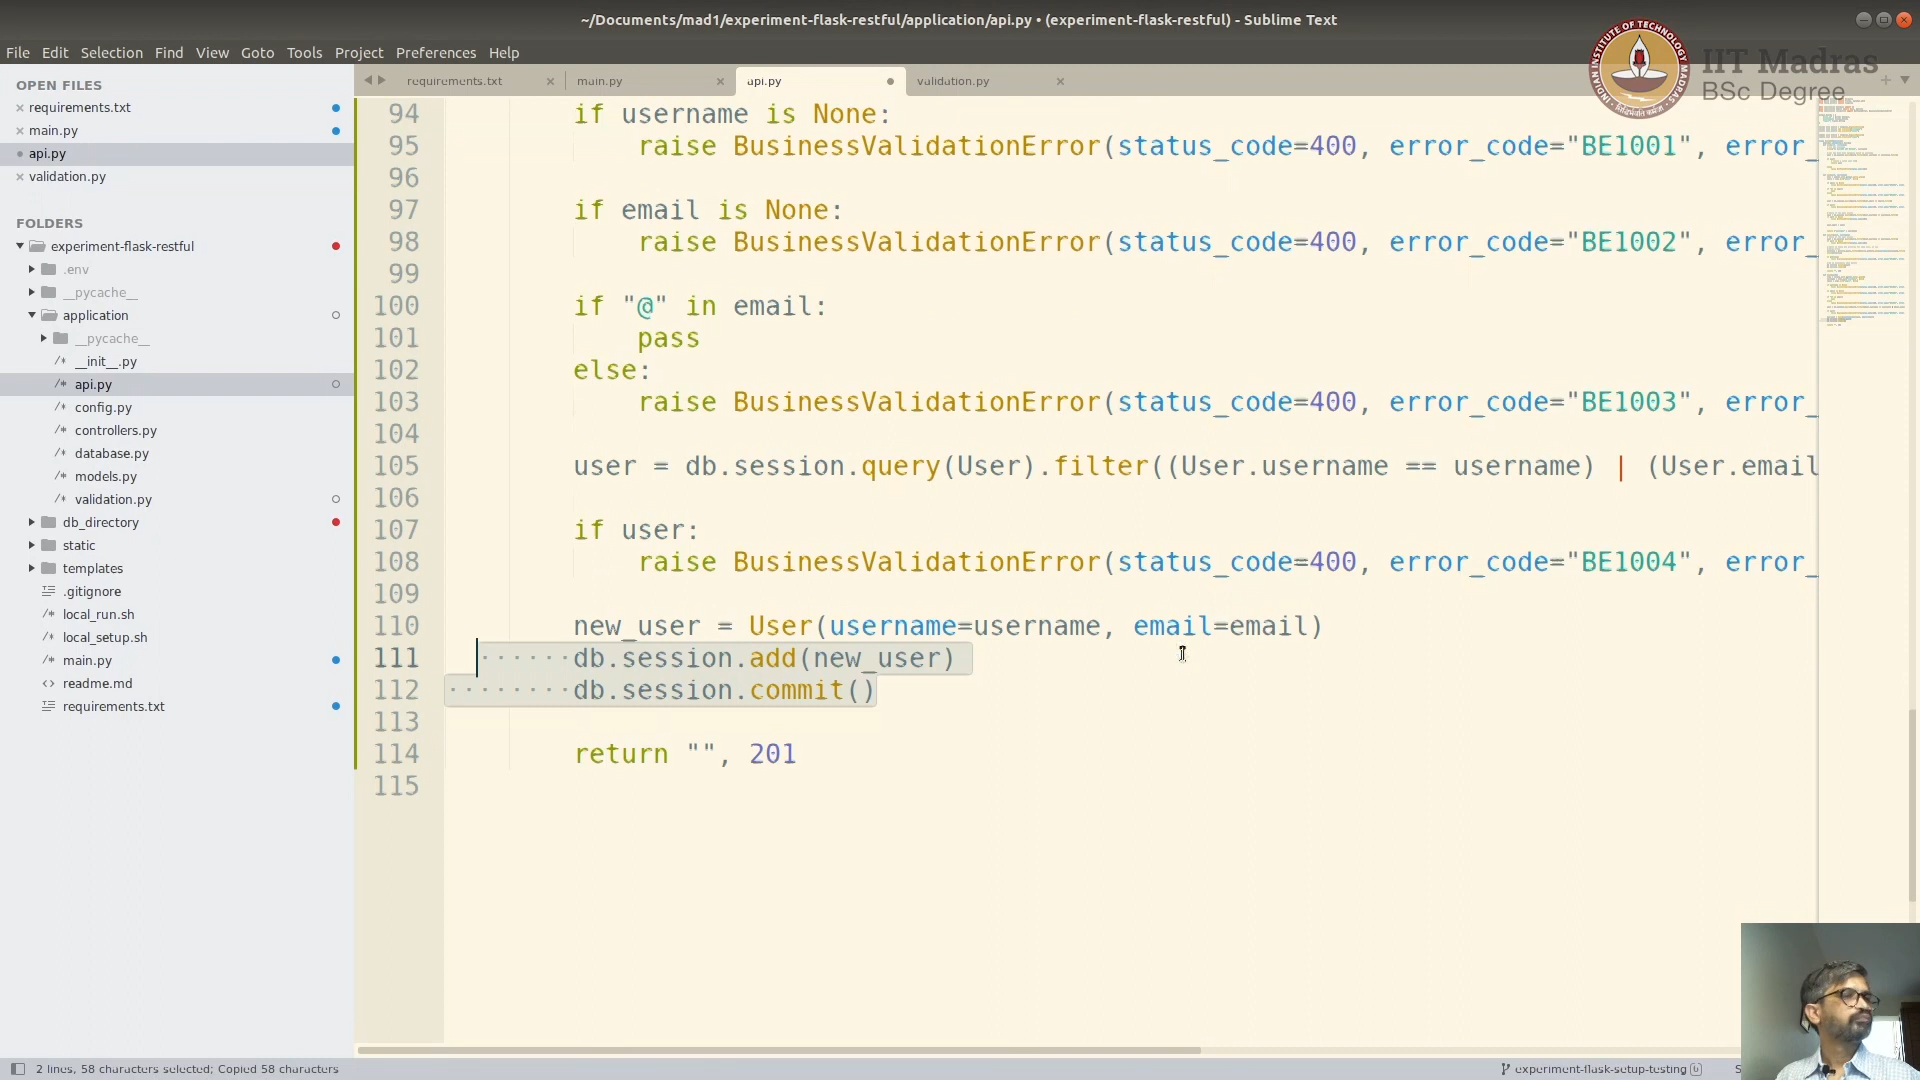 ~/Documents/mad1/experiment-flask-restful/application/api.py • (experiment-flask-restful) - Sublime Text
File Edit Selection Find View Goto Tools Project Preferences Help
IIT Madras
BSc Degree
INDIAN INSTITUTE OF TECHNOLOGY MADRAS
OPEN FILES
requirements.txt
main.py
api.py
validation.py
FOLDERS
experiment-flask-restful
.env
__pycache__
application
__pycache__
__init__.py
api.py
config.py
controllers.py
database.py
models.py
validation.py
db_directory
static
templates
.gitignore
local_run.sh
local_setup.sh
main.py
readme.md
requirements.txt
requirements.txt main.py api.py validation.py
94 if username is None:
95 raise BusinessValidationError(status_code=400, error_code="BE1001", error_
96
97 if email is None:
98 raise BusinessValidationError(status_code=400, error_code="BE1002", error_
99
100 if "@" in email:
101 pass
102 else:
103 raise BusinessValidationError(status_code=400, error_code="BE1003", error_
104
105 user = db.session.query(User).filter((User.username == username) | (User.email
106
107 if user:
108 raise BusinessValidationError(status_code=400, error_code="BE1004", error_
109
110 new_user = User(username=username, email=email)
111 db.session.add(new_user)
112 db.session.commit()
113
114 return "", 201
115
2 lines, 58 characters selected; Copied 58 characters
experiment-flask-setup-testing